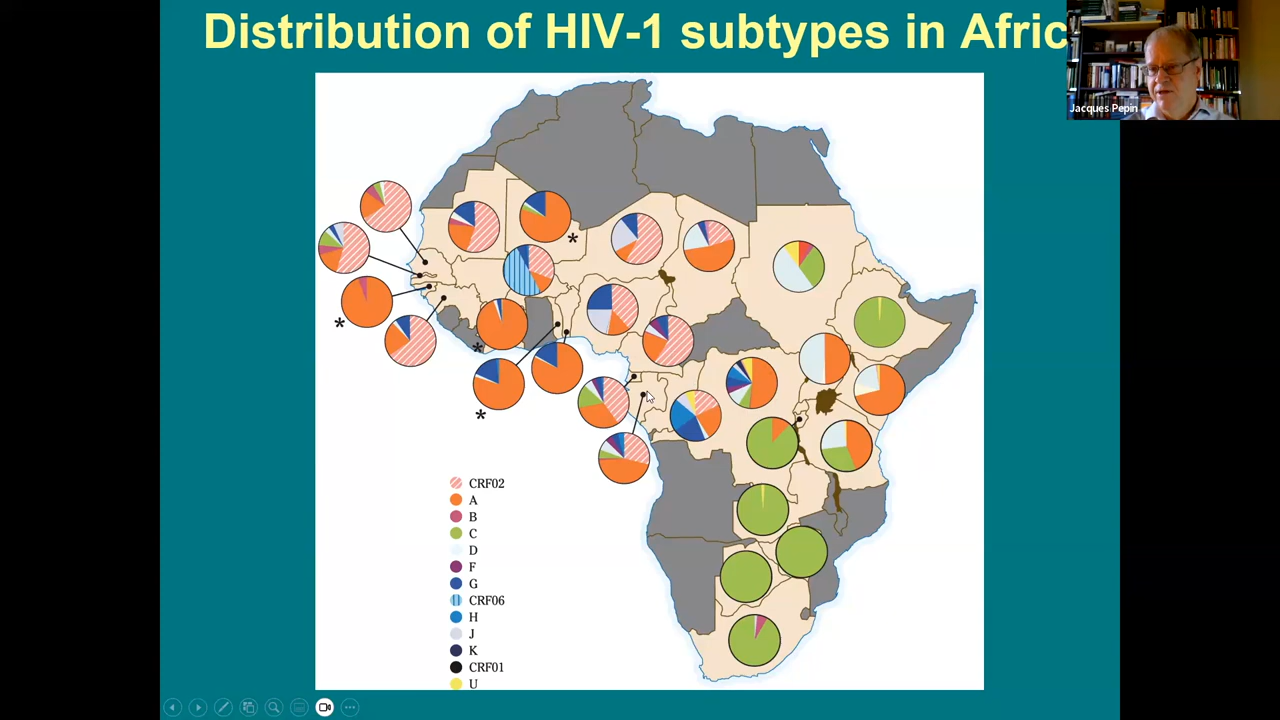 Distribution of HIV-1 subtypes in Afric
Jacques Pepin
*
*
*
*
CRF02
A
B
C
D
F
G
CRF06
H
J
K
CRF01
U